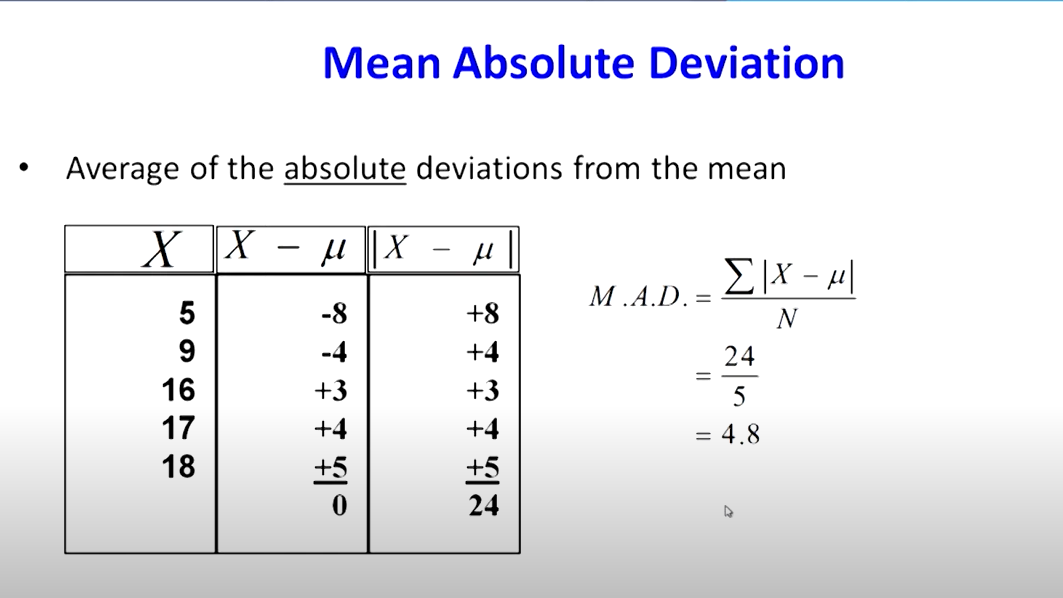 Mean Absolute Deviation
• Average of the absolute deviations from the mean
X X − μ |X − μ|
5 -8 +8
9 -4 +4
16 +3 +3
17 +4 +4
18 +5 +5
0 24
M.A.D. = ∑|X − μ| / N
= 24 / 5
= 4.8